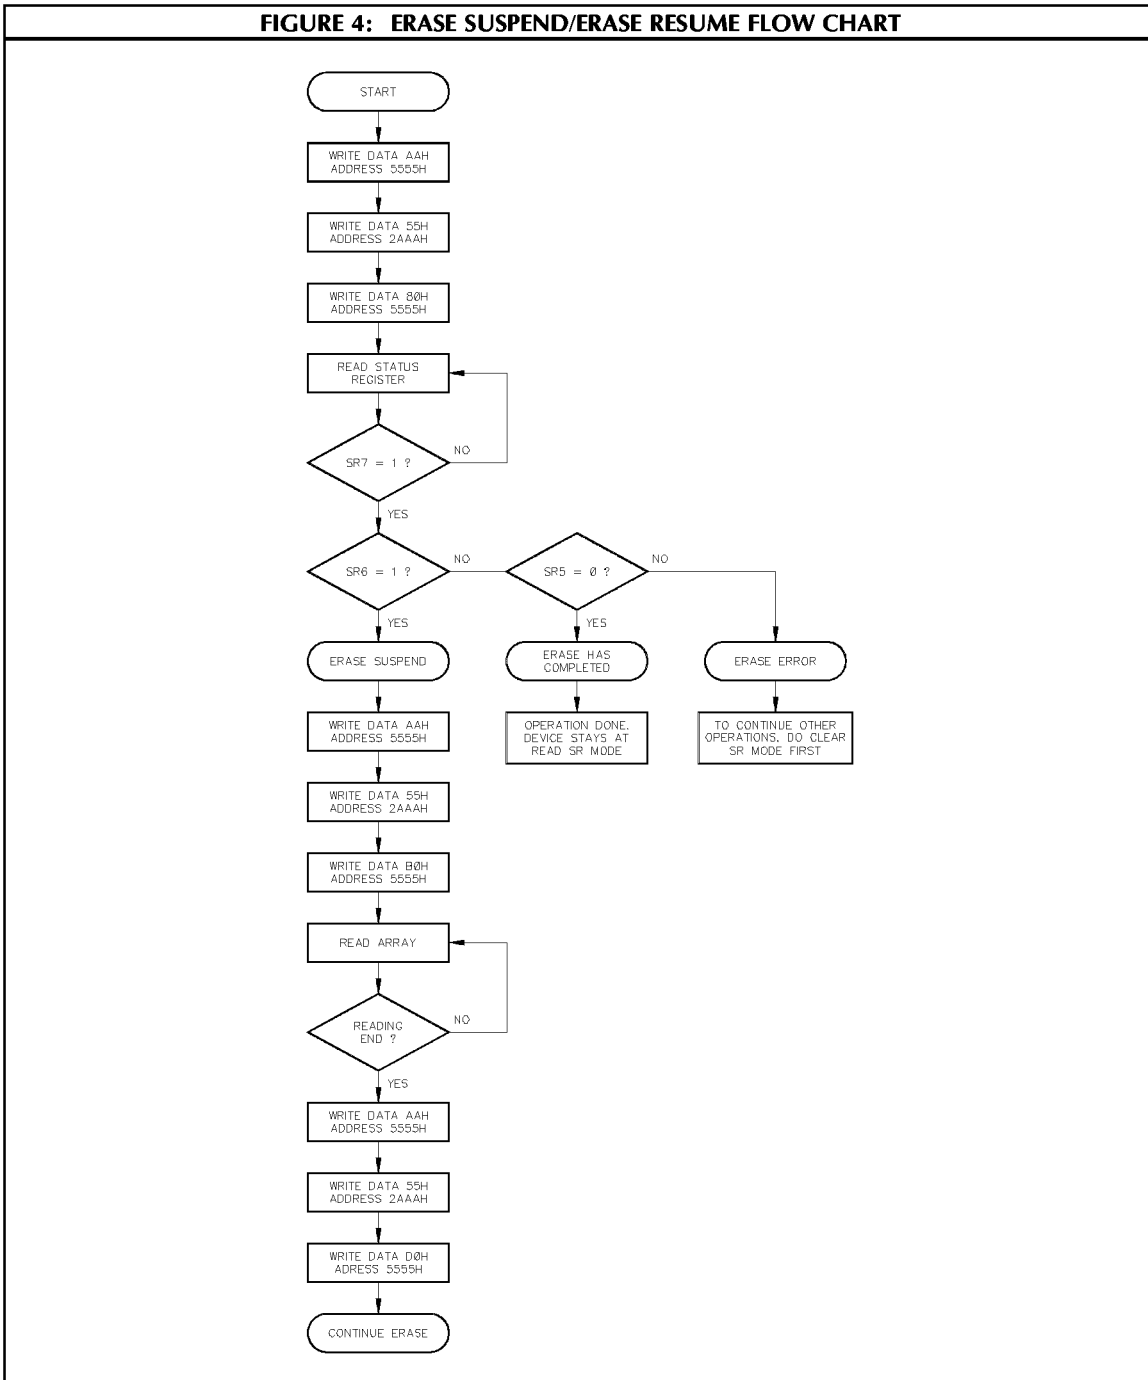 FIGURE 4: ERASE SUSPEND/ERASE RESUME FLOW CHART
START
WRITE DATA AAH
ADDRESS 5555H
WRITE DATA 55H
ADDRESS 2AAAH
WRITE DATA 80H
ADDRESS 5555H
READ STATUS
REGISTER
SR7 = 1 ?
NO
YES
SR6 = 1 ?
NO
SR5 = 0 ?
NO
YES
YES
ERASE SUSPEND
ERASE HAS
COMPLETED
ERASE ERROR
WRITE DATA AAH
ADDRESS 5555H
OPERATION DONE.
DEVICE STAYS AT
READ SR MODE
TO CONTINUE OTHER
OPERATIONS. DO CLEAR
SR MODE FIRST
WRITE DATA 55H
ADDRESS 2AAAH
WRITE DATA B0H
ADDRESS 5555H
READ ARRAY
READING
END ?
NO
YES
WRITE DATA AAH
ADDRESS 5555H
WRITE DATA 55H
ADDRESS 2AAAH
WRITE DATA D0H
ADRESS 5555H
CONTINUE ERASE